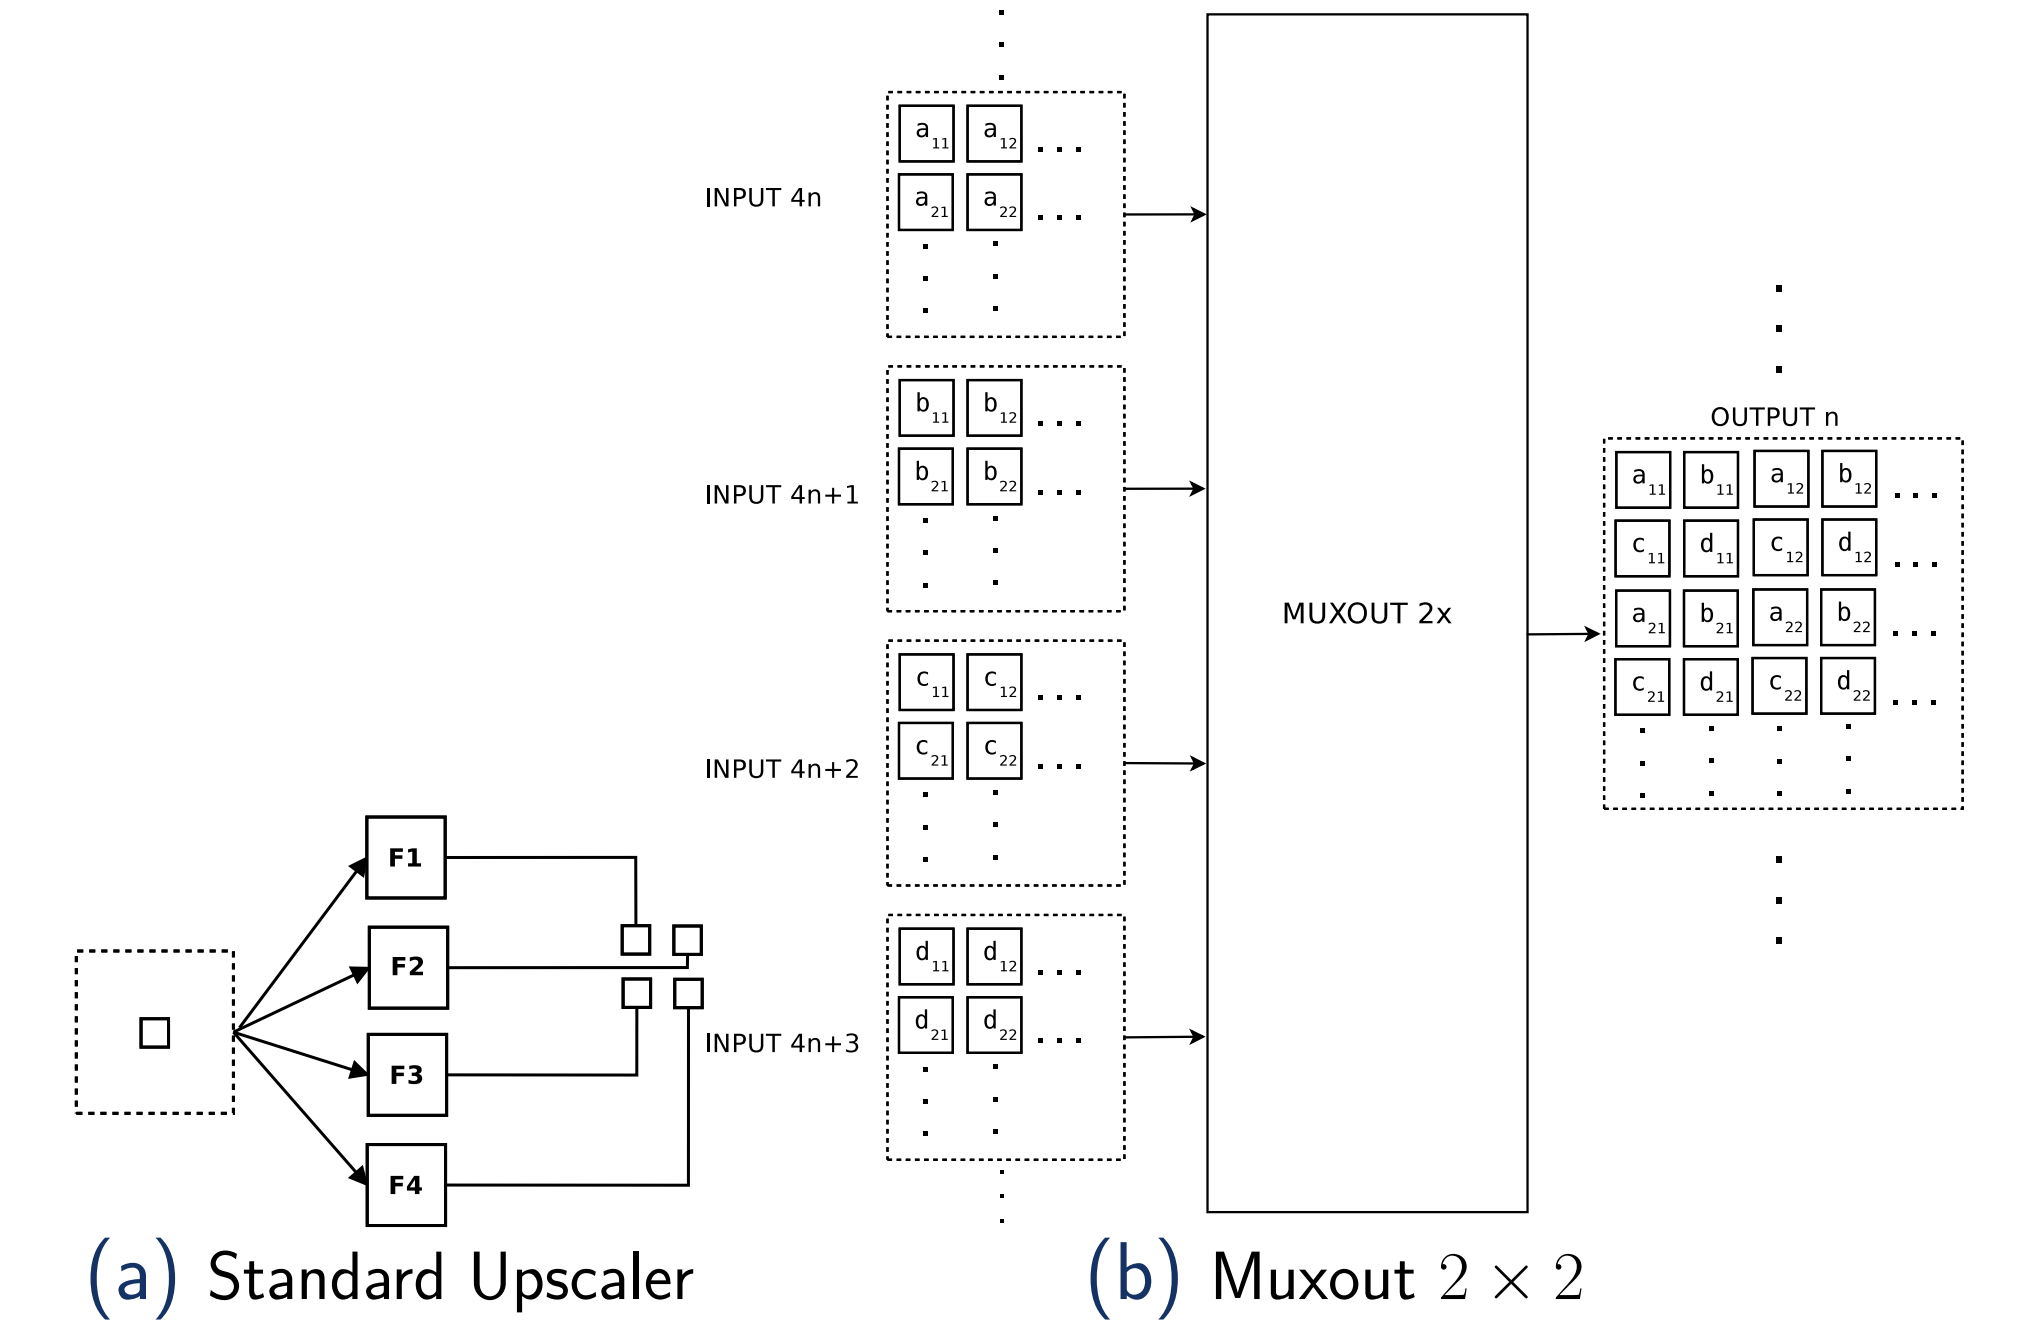 INPUT 4n
a11 a12 ...
a21 a22 ...
INPUT 4n+1
b11 b12 ...
b21 b22 ...
INPUT 4n+2
c11 c12 ...
c21 c22 ...
INPUT 4n+3
d11 d12 ...
d21 d22 ...
MUXOUT 2x
OUTPUT n
a11 b11 a12 b12 ...
c11 d11 c12 d12 ...
a21 b21 a22 b22 ...
c21 d21 c22 d22 ...
F1
F2
F3
F4
(a) Standard Upscaler
(b) Muxout 2 × 2